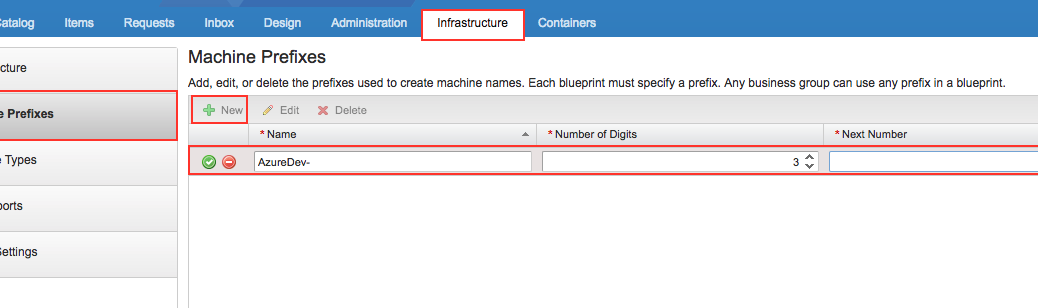 atalog Items Requests Inbox Design Administration Infrastructure Containers
Machine Prefixes
Add, edit, or delete the prefixes used to create machine names. Each blueprint must specify a prefix. Any business group can use any prefix in a blueprint.
cture
e Prefixes
e Types
ports
Settings
New Edit Delete
* Name * Number of Digits * Next Number
AzureDev- 3